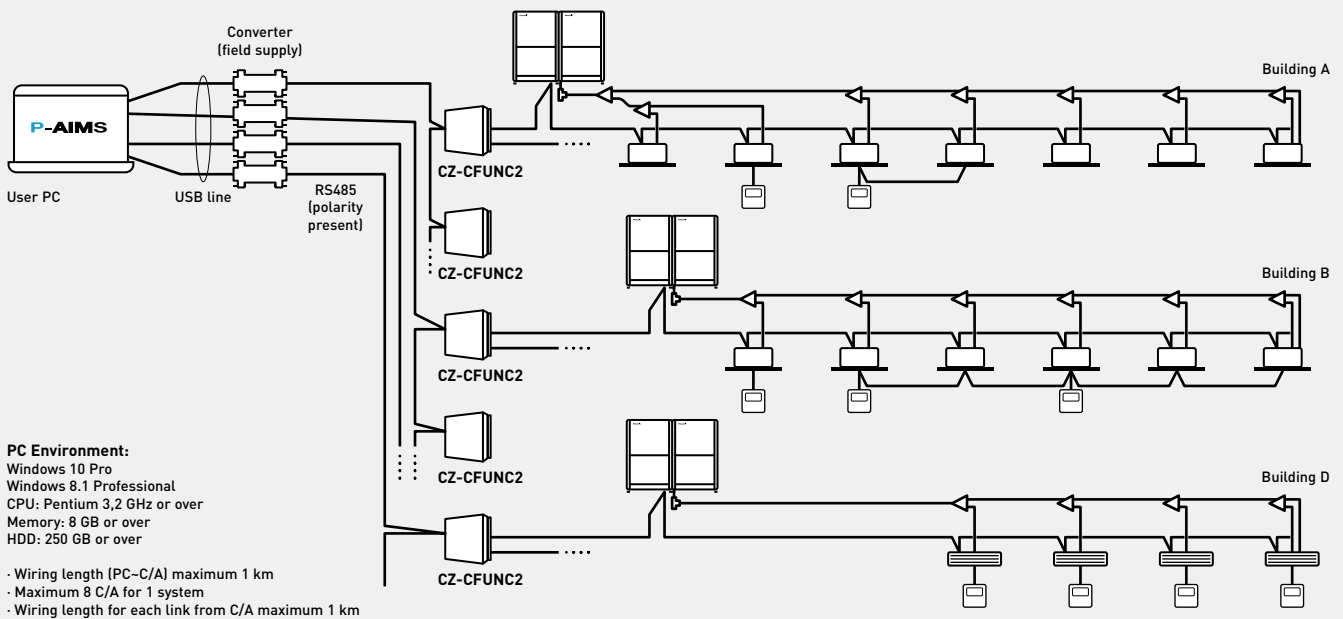 Converter
(field supply)
Building A
P-AIMS
CZ-CFUNC2
User PC
USB line
RS485
(polarity
present)
CZ-CFUNC2
Building B
CZ-CFUNC2
PC Environment:
Windows 10 Pro
Windows 8.1 Professional
CPU: Pentium 3,2 GHz or over
Memory: 8 GB or over
HDD: 250 GB or over
CZ-CFUNC2
Building D
CZ-CFUNC2
· Wiring length (PC~C/A) maximum 1 km
· Maximum 8 C/A for 1 system
· Wiring length for each link from C/A maximum 1 km